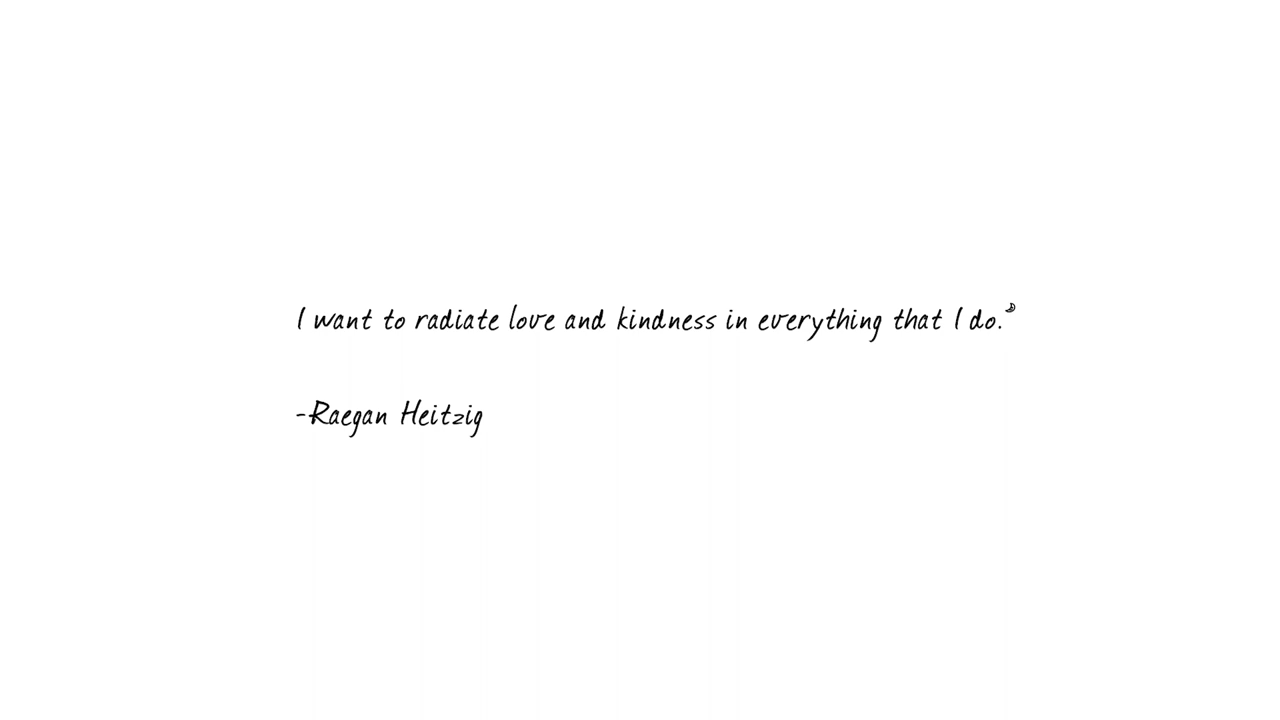 I want to radiate love and kindness in everything that I do.☽
-Raegan Heitzig